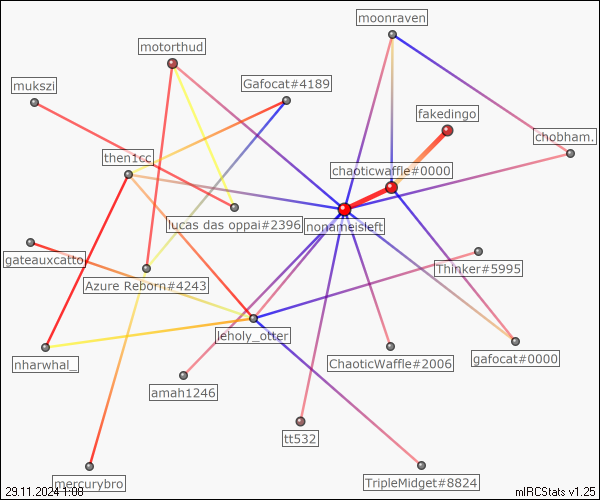 moonraven
motorthud
mukszi
Gafocat#4189
fakedingo
chobham.
then1cc
chaoticwaffle#0000
lucas das oppai#2396
nonameisleft
gateauxcatto
Azure Reborn#4243
Thinker#5995
leholy_otter
nharwhal_
ChaoticWaffle#2006
gafocat#0000
amah1246
tt532
mercurybro
TripleMidget#8824
29.11.2024 1:08
mIRCStats v1.25